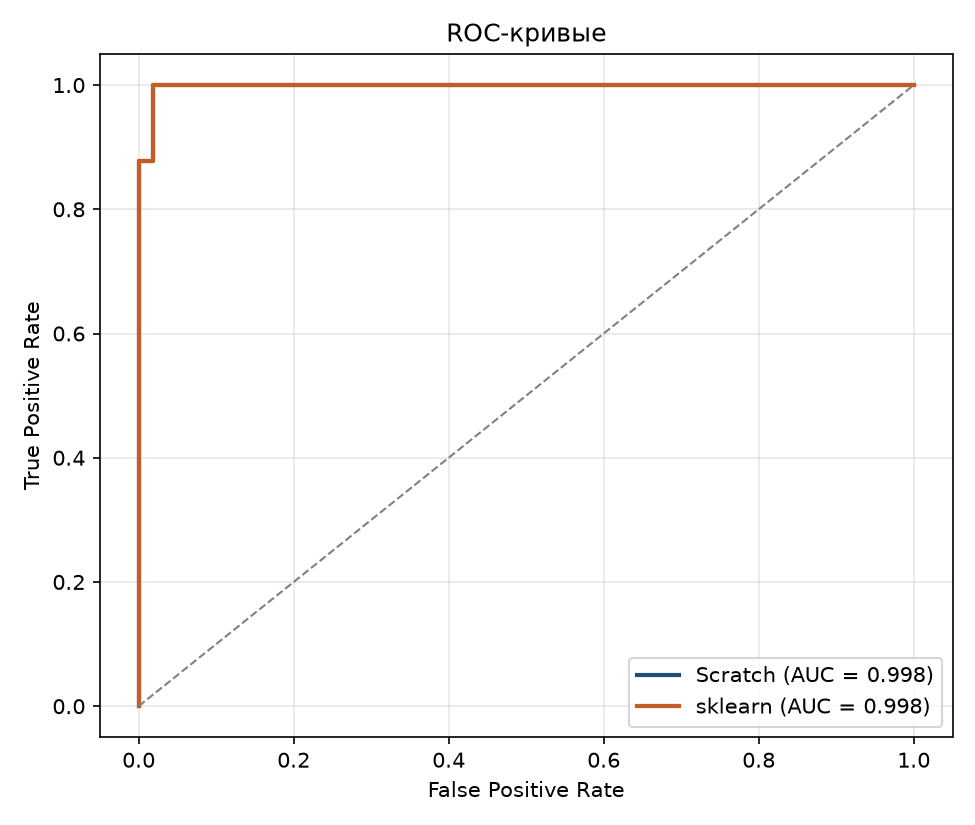 ROC-кривые
True Positive Rate
1.0
0.8
0.6
0.4
0.2
0.0
Scratch (AUC = 0.998)
sklearn (AUC = 0.998)
0.0 0.2 0.4 0.6 0.8 1.0
False Positive Rate